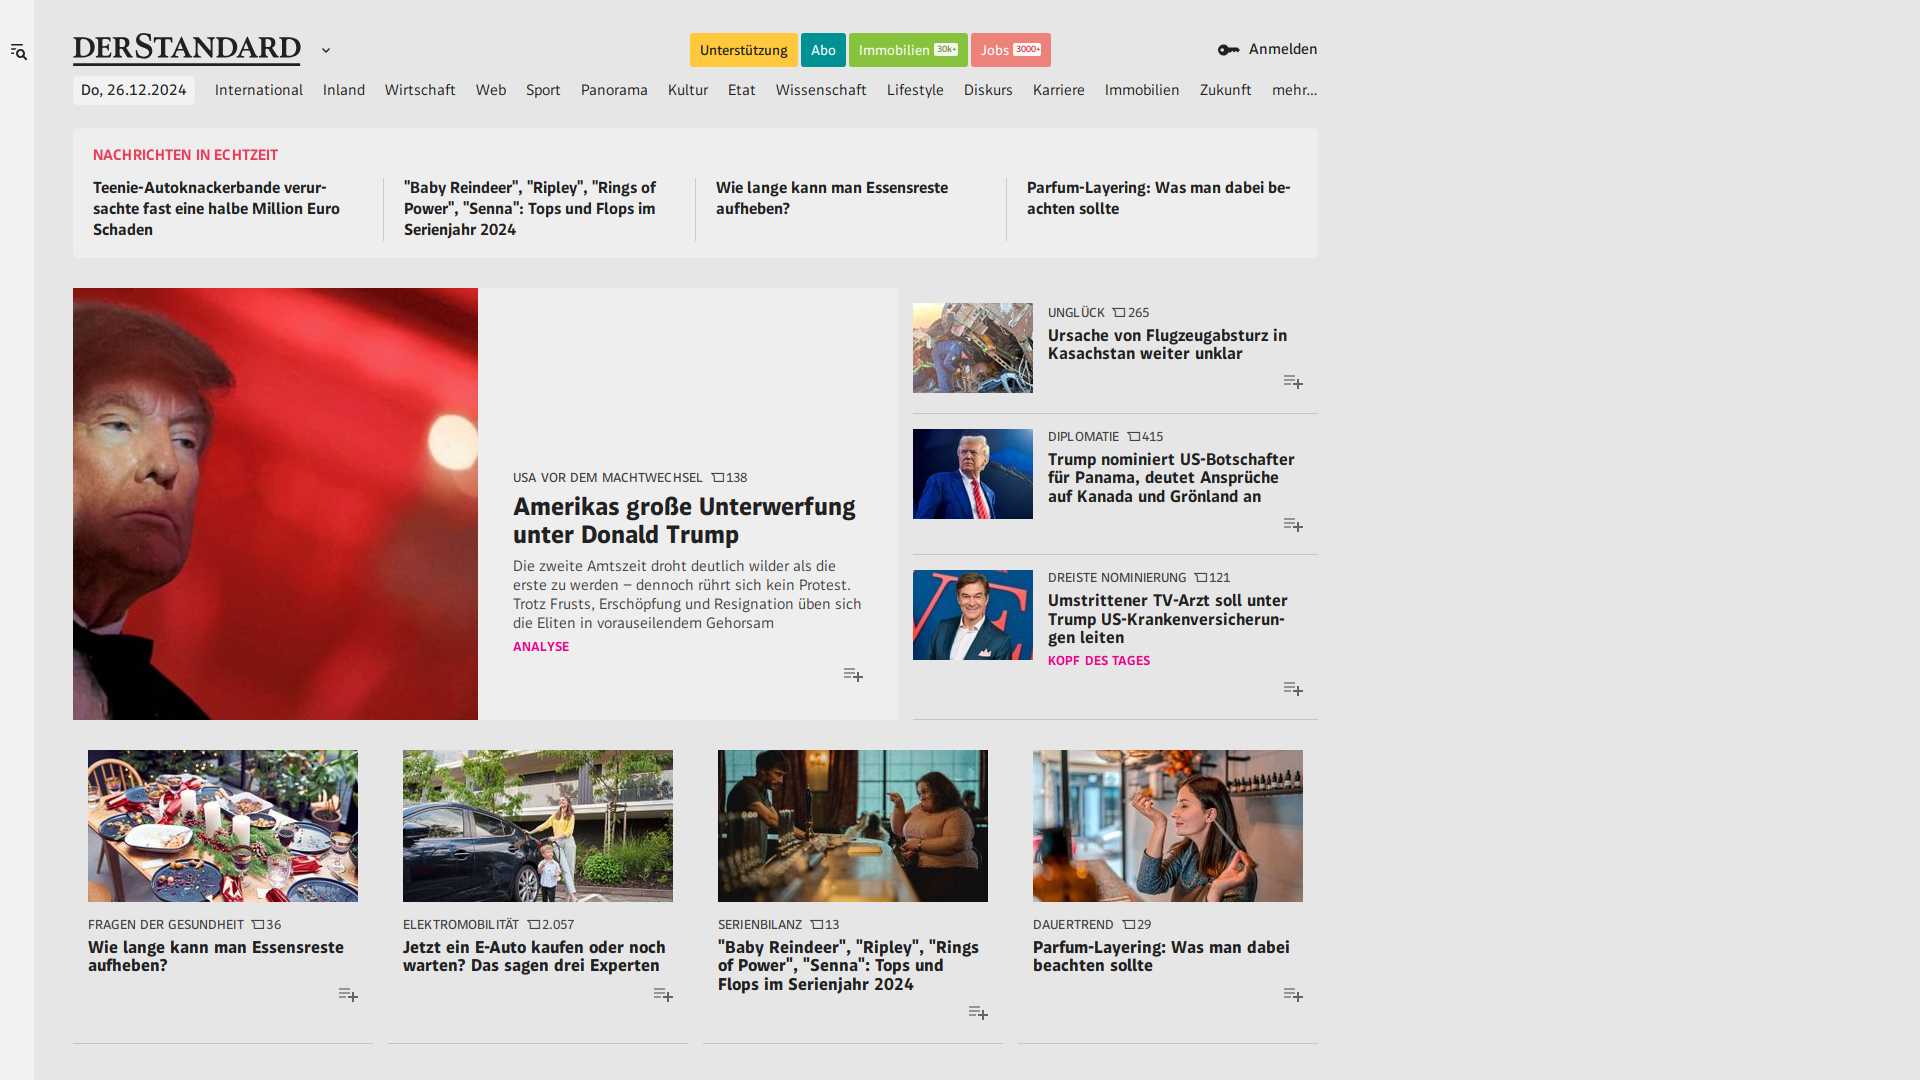 DERSTANDARD
Unterstützung
Abo
Immobilien 30k+
Jobs 3000+
Anmelden
Do, 26.12.2024
International
Inland
Wirtschaft
Web
Sport
Panorama
Kultur
Etat
Wissenschaft
Lifestyle
Diskurs
Karriere
Immobilien
Zukunft
mehr...
NACHRICHTEN IN ECHTZEIT
Teenie-Autoknackerbande verur-
sachte fast eine halbe Million Euro
Schaden
"Baby Reindeer", "Ripley", "Rings of
Power", "Senna": Tops und Flops im
Serienjahr 2024
Wie lange kann man Essensreste
aufheben?
Parfum-Layering: Was man dabei be-
achten sollte
USA VOR DEM MACHTWECHSEL 138
Amerikas große Unterwerfung
unter Donald Trump
Die zweite Amtszeit droht deutlich wilder als die
erste zu werden – dennoch rührt sich kein Protest.
Trotz Frusts, Erschöpfung und Resignation üben sich
die Eliten in vorauseilendem Gehorsam
ANALYSE
UNGLÜCK 265
Ursache von Flugzeugabsturz in
Kasachstan weiter unklar
DIPLOMATIE 415
Trump nominiert US-Botschafter
für Panama, deutet Ansprüche
auf Kanada und Grönland an
DREISTE NOMINIERUNG 121
Umstrittener TV-Arzt soll unter
Trump US-Krankenversicherun-
gen leiten
KOPF DES TAGES
FRAGEN DER GESUNDHEIT 36
Wie lange kann man Essensreste
aufheben?
ELEKTROMOBILITÄT 2.057
Jetzt ein E-Auto kaufen oder noch
warten? Das sagen drei Experten
SERIENBILANZ 13
"Baby Reindeer", "Ripley", "Rings
of Power", "Senna": Tops und
Flops im Serienjahr 2024
DAUERTREND 29
Parfum-Layering: Was man dabei
beachten sollte